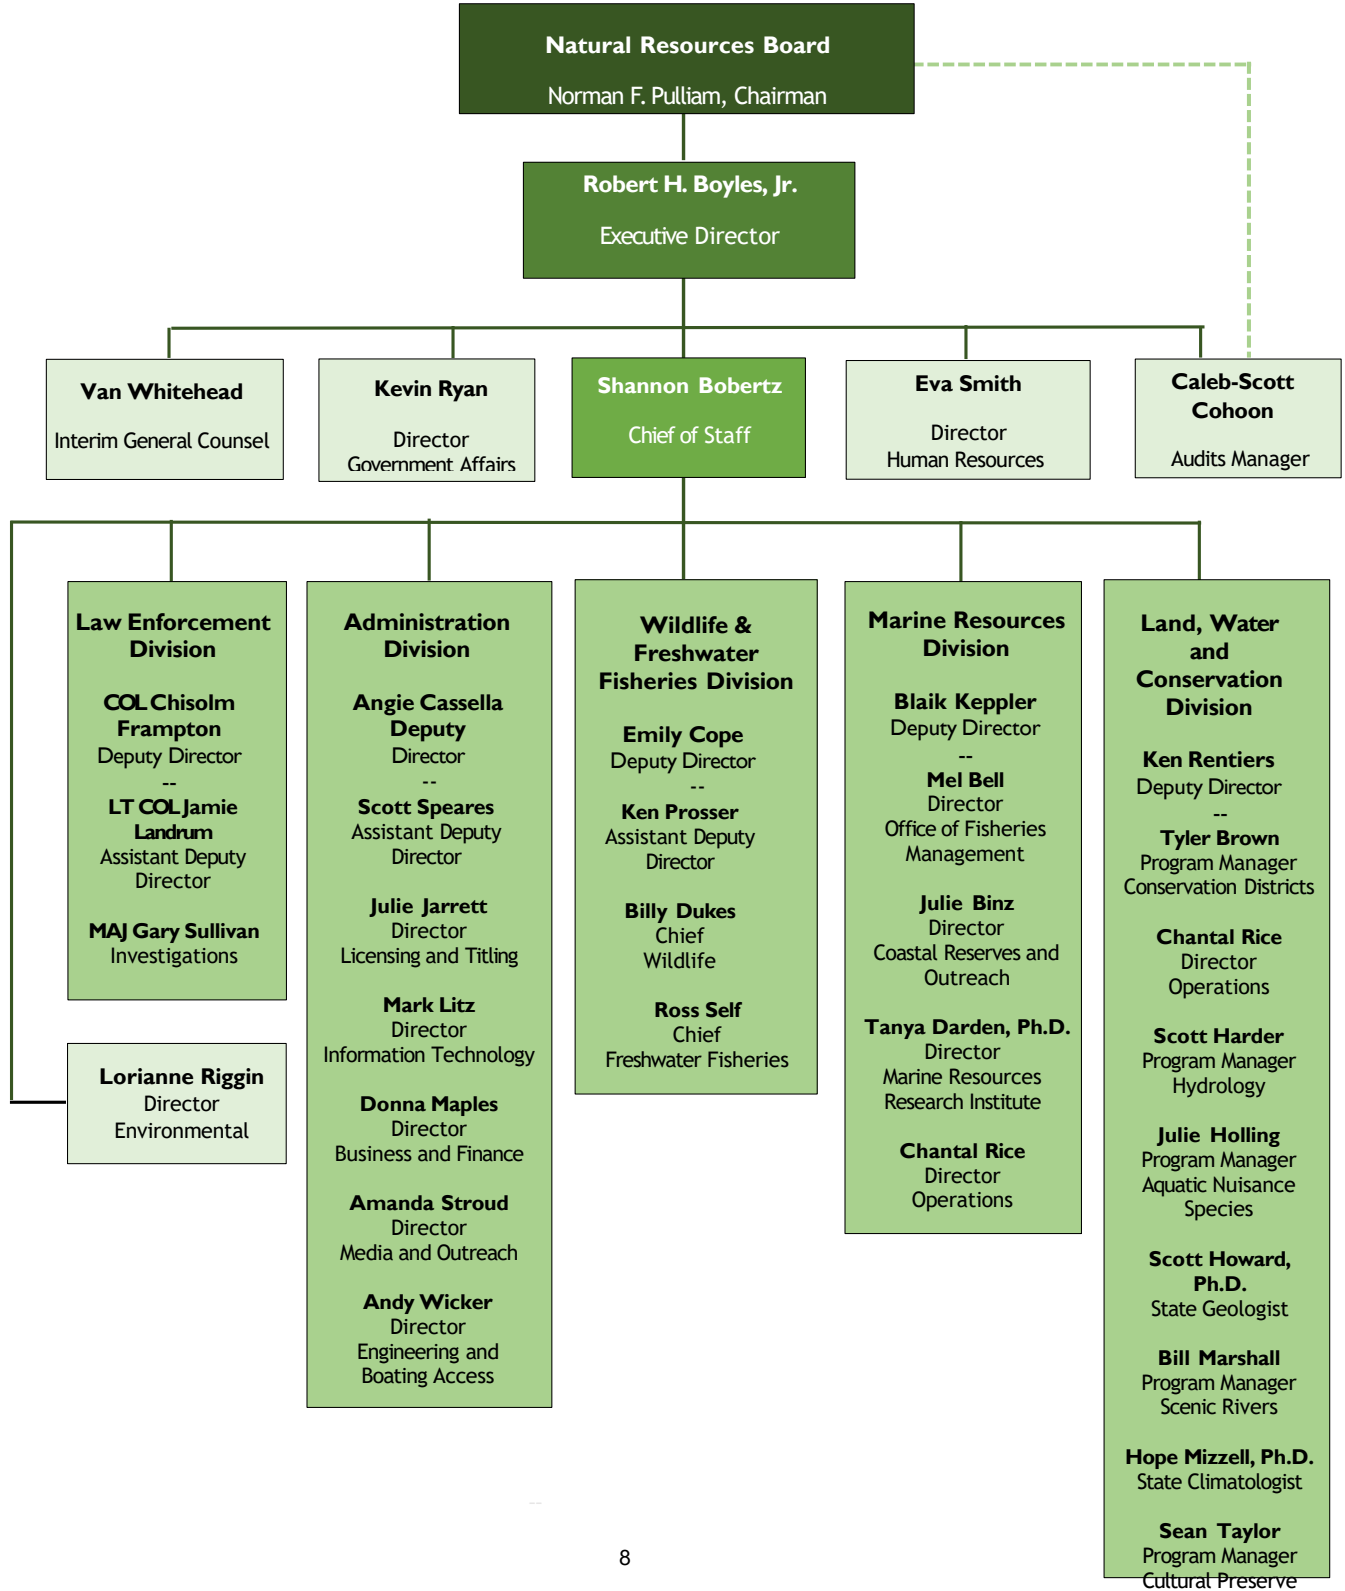 Natural Resources Board
Norman F. Pulliam, Chairman
Robert H. Boyles, Jr.
Executive Director
Van Whitehead
Interim General Counsel
Kevin Ryan
Director
Government Affairs
Shannon Bobertz
Chief of Staff
Eva Smith
Director
Human Resources
Caleb-Scott
Cohoon
Audits Manager
Law Enforcement
Division
COL Chisolm
Frampton
Deputy Director
--
LT COL Jamie
Landrum
Assistant Deputy
Director
MAJ Gary Sullivan
Investigations
Lorianne Riggin
Director
Environmental
Administration
Division
Angie Cassella
Deputy
Director
--
Scott Speares
Assistant Deputy
Director
Julie Jarrett
Director
Licensing and Titling
Mark Litz
Director
Information Technology
Donna Maples
Director
Business and Finance
Amanda Stroud
Director
Media and Outreach
Andy Wicker
Director
Engineering and
Boating Access
Wildlife &
Freshwater
Fisheries Division
Emily Cope
Deputy Director
--
Ken Prosser
Assistant Deputy
Director
Billy Dukes
Chief
Wildlife
Ross Self
Chief
Freshwater Fisheries
Marine Resources
Division
Blaik Keppler
Deputy Director
--
Mel Bell
Director
Office of Fisheries
Management
Julie Binz
Director
Coastal Reserves and
Outreach
Tanya Darden, Ph.D.
Director
Marine Resources
Research Institute
Chantal Rice
Director
Operations
Land, Water
and
Conservation
Division
Ken Rentiers
Deputy Director
--
Tyler Brown
Program Manager
Conservation Districts
Chantal Rice
Director
Operations
Scott Harder
Program Manager
Hydrology
Julie Holling
Program Manager
Aquatic Nuisance
Species
Scott Howard,
Ph.D.
State Geologist
Bill Marshall
Program Manager
Scenic Rivers
Hope Mizzell, Ph.D.
State Climatologist
Sean Taylor
Program Manager
Cultural Preserve
--
8